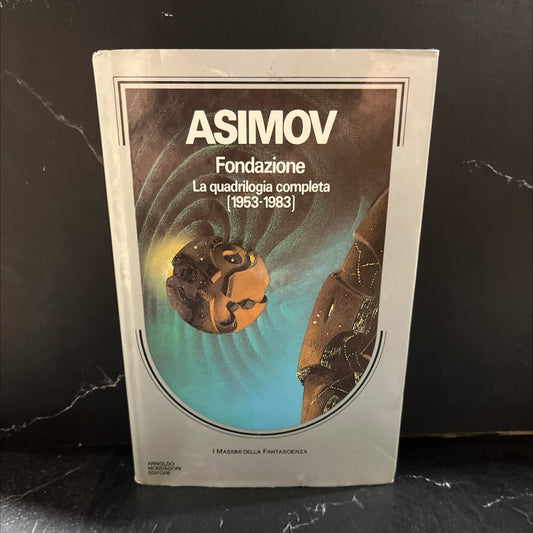 ASIMOV
Fondazione
La quadrilogia completa
(1953-1983)
I MASSIMI DELLA FANTASCIENZA
ARNOLDO
MONDADORI
EDITORE